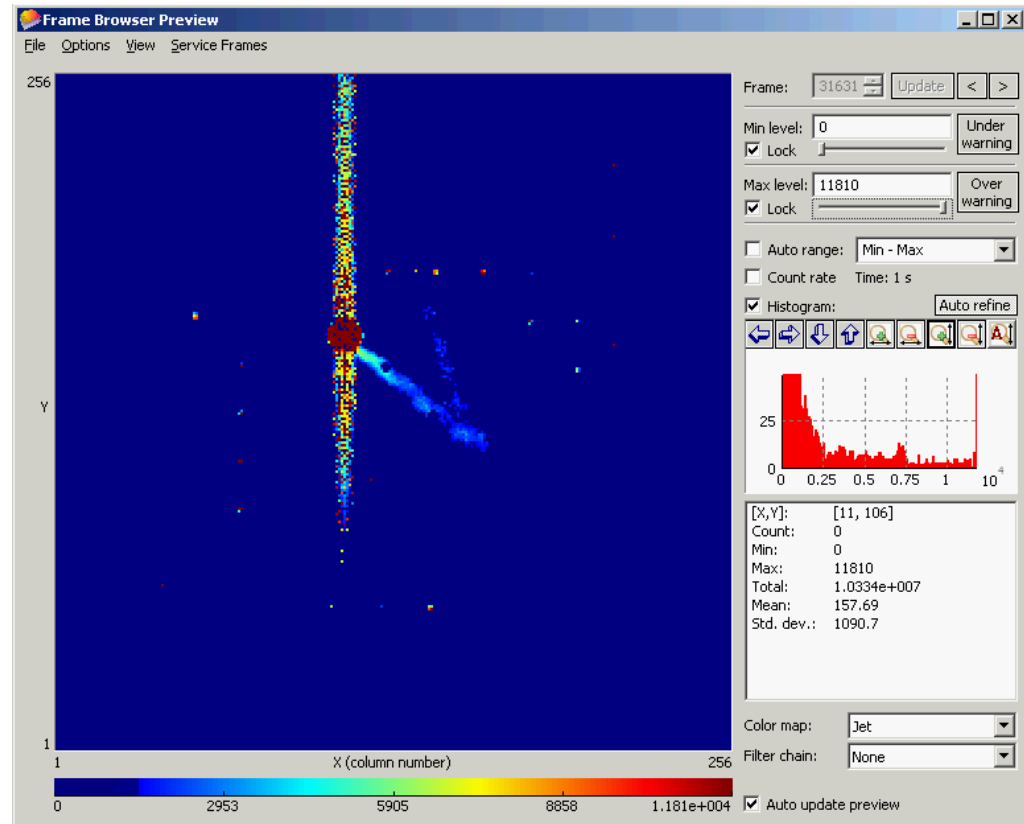 Frame Browser Preview
File Options View Service Frames
256
Y
1
1 X (column number) 256
0 2953 5905 8858 1.181e+004
Frame: 31631 Update < >
Min level: 0 Under warning
Lock
Max level: 11810 Over warning
Lock
Auto range: Min - Max
Count rate Time: 1 s
Histogram: Auto refine
A
25
0
0 0.25 0.5 0.75 1 10 4
[X,Y]: [11, 106]
Count: 0
Min: 0
Max: 11810
Total: 1.0334e+007
Mean: 157.69
Std. dev.: 1090.7
Color map: Jet
Filter chain: None
Auto update preview